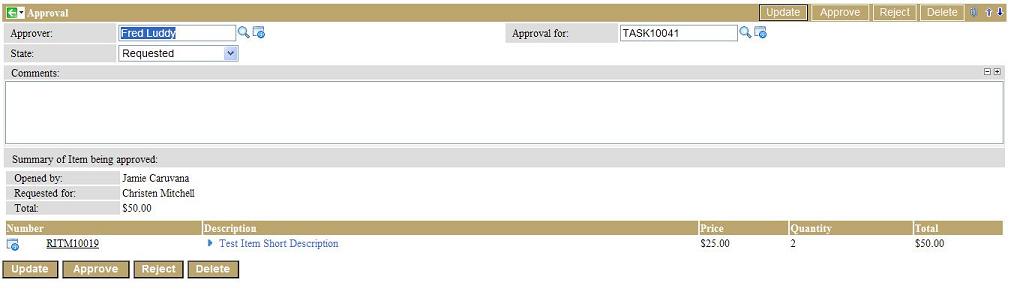 Approval Update Approve Reject Delete
Approver: Fred Luddy Approval for: TASK10041
State: Requested
Comments:
Summary of Item being approved:
Opened by: Jamie Caruvana
Requested for: Christen Mitchell
Total: $50.00
Number Description Price Quantity Total
RITM10019 Test Item Short Description $25.00 2 $50.00
Update Approve Reject Delete